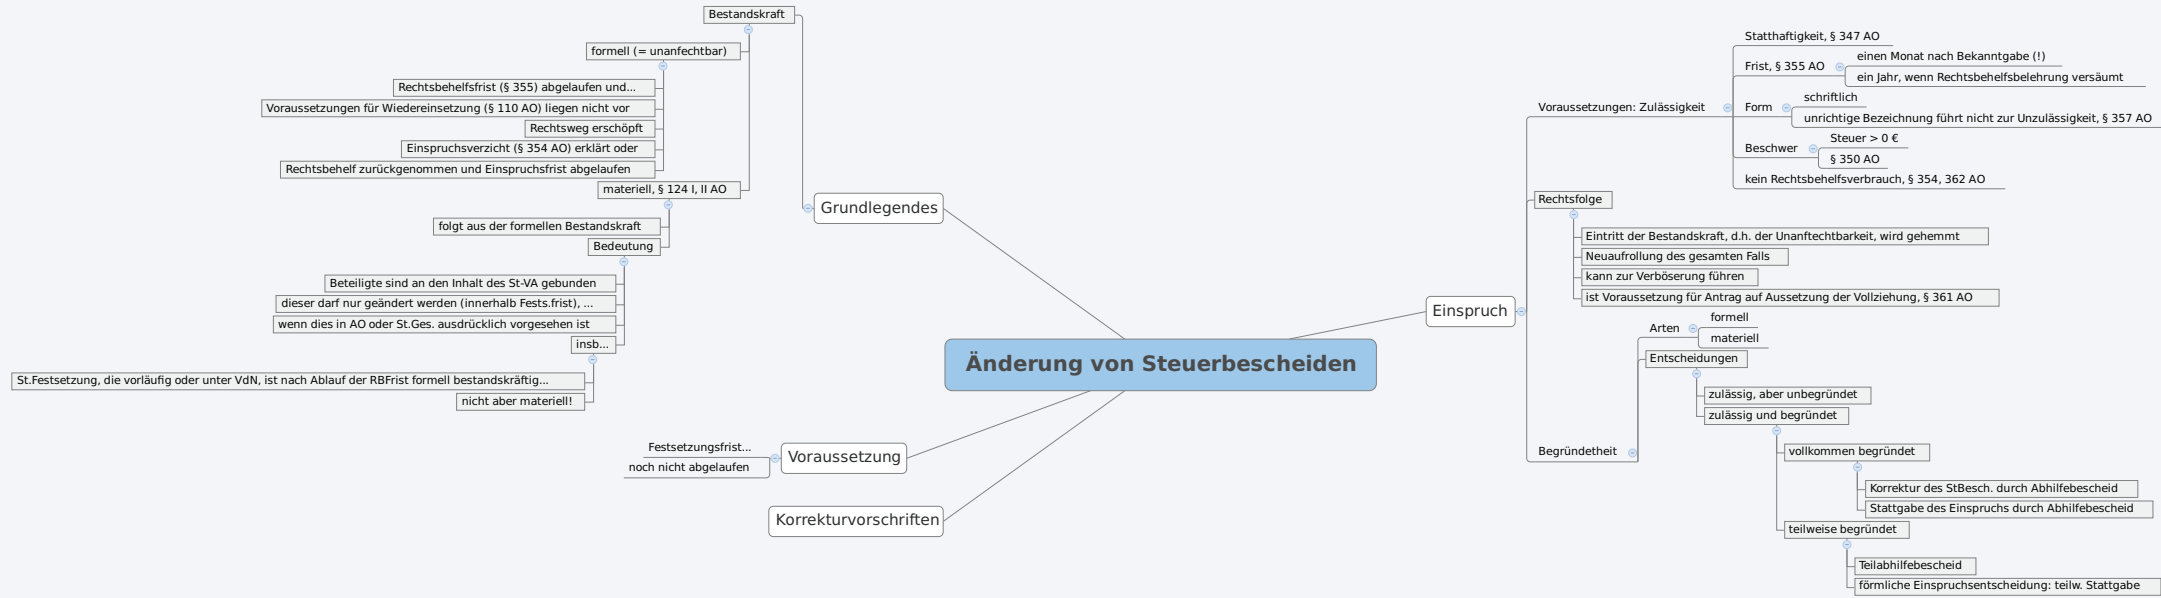 Änderung von Steuerbescheiden
Grundlegendes
Bestandskraft
formell (= unanfechtbar)
Rechtsbehelfsfrist (§ 355) abgelaufen und...
Voraussetzungen für Wiedereinsetzung (§ 110 AO) liegen nicht vor
Rechtsweg erschöpft
Einspruchsverzicht (§ 354 AO) erklärt oder
Rechtsbehelf zurückgenommen und Einspruchsfrist abgelaufen
materiell, § 124 I, II AO
folgt aus der formellen Bestandskraft
Bedeutung
Beteiligte sind an den Inhalt des St-VA gebunden
dieser darf nur geändert werden (innerhalb Fests.frist), ...
wenn dies in AO oder St.Ges. ausdrücklich vorgesehen ist
insb...
St.Festsetzung, die vorläufig oder unter VdN, ist nach Ablauf der RBFrist formell bestandskräftig...
nicht aber materiell!
Voraussetzung
Festsetzungsfrist...
noch nicht abgelaufen
Korrekturvorschriften
Einspruch
Voraussetzungen: Zulässigkeit
Statthaftigkeit, § 347 AO
Frist, § 355 AO
einen Monat nach Bekanntgabe (!)
ein Jahr, wenn Rechtsbehelfsbelehrung versäumt
Form
schriftlich
unrichtige Bezeichnung führt nicht zur Unzulässigkeit, § 357 AO
Beschwer
Steuer > 0 €
§ 350 AO
kein Rechtsbehelfsverbrauch, § 354, 362 AO
Rechtsfolge
Eintritt der Bestandskraft, d.h. der Unanftechtbarkeit, wird gehemmt
Neuaufrollung des gesamten Falls
kann zur Verböserung führen
ist Voraussetzung für Antrag auf Aussetzung der Vollziehung, § 361 AO
Begründetheit
Arten
formell
materiell
Entscheidungen
zulässig, aber unbegründet
zulässig und begründet
vollkommen begründet
Korrektur des StBesch. durch Abhilfebescheid
Stattgabe des Einspruchs durch Abhilfebescheid
teilweise begründet
Teilabhilfebescheid
förmliche Einspruchsentscheidung: teilw. Stattgabe